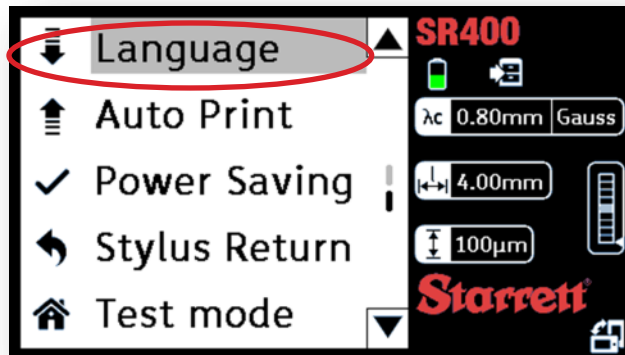 Language
Auto Print
Power Saving
Stylus Return
Test mode
SR400
λc 0.80mm Gauss
L 4.00mm
100μm
Starrett